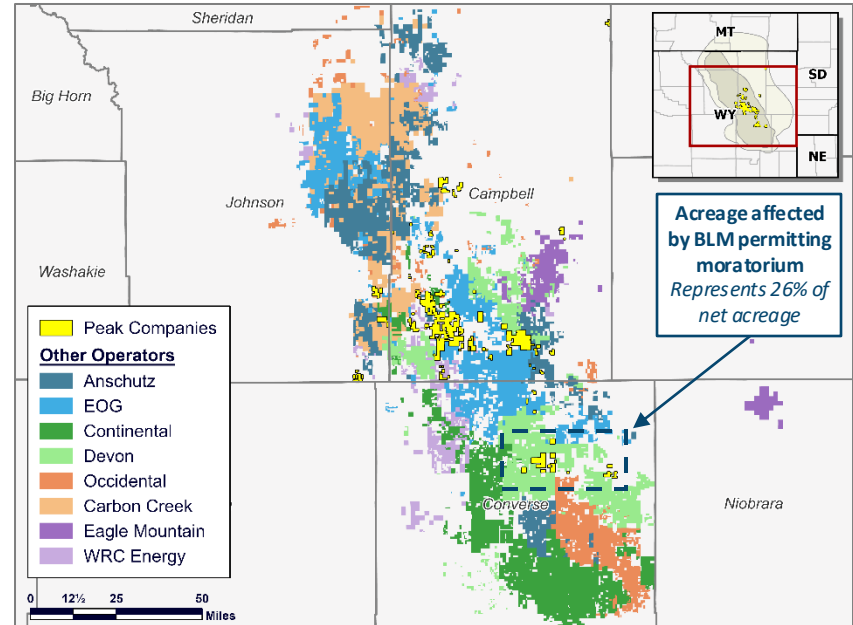 Sheridan
MT
SD
WY
NE
Big Horn
Johnson
Campbell
Washakie
Acreage affected
by BLM permitting
moratorium
Represents 26% of
net acreage
Peak Companies
Other Operators
Anschutz
EOG
Continental
Devon
Occidental
Carbon Creek
Eagle Mountain
WRC Energy
Converse
Niobrara
0 12½ 25 50
Miles